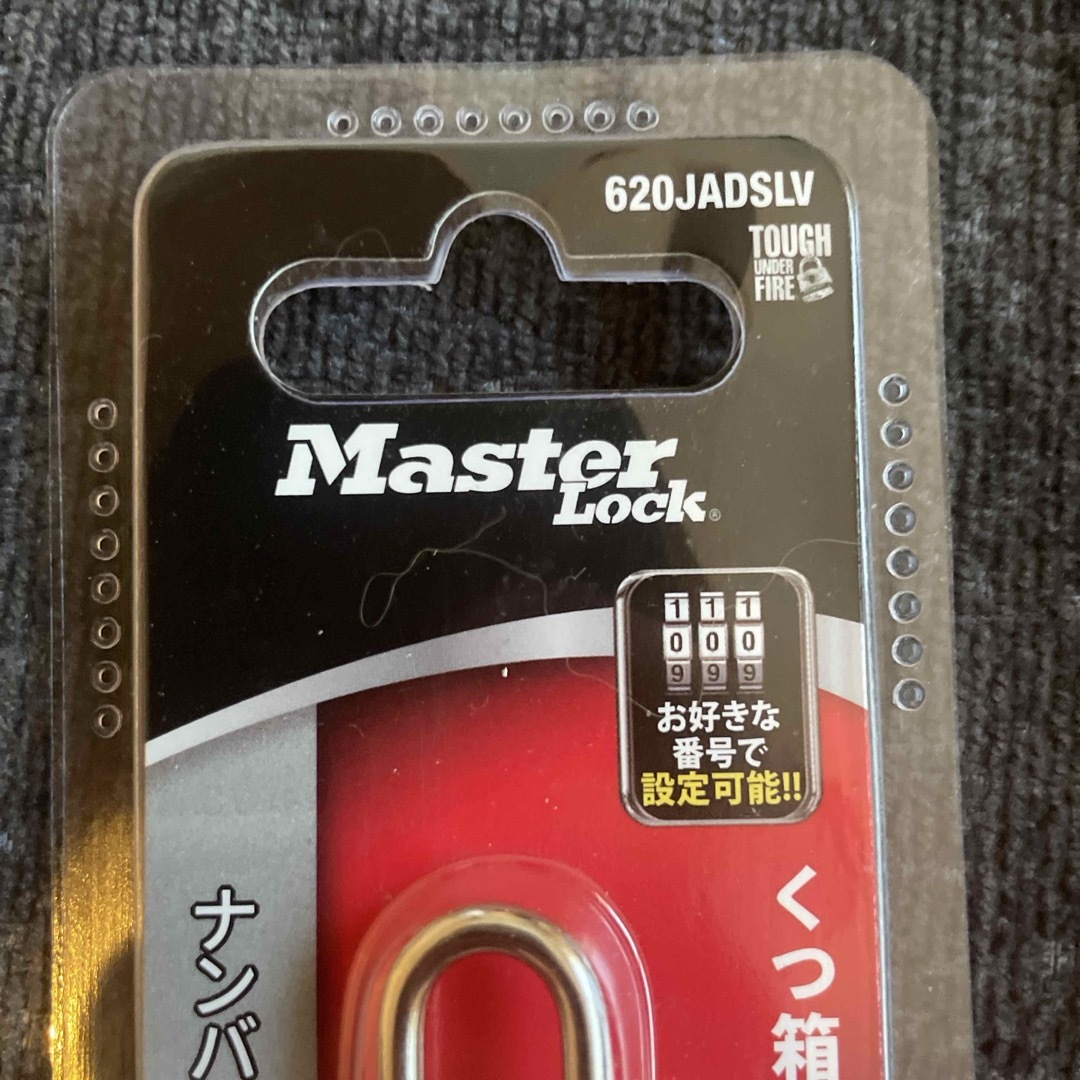 620JADSLV
TOUGH
UNDER
FIRE
Master
Lock®
1 1 1
0 0 0
9 9 9
お好きな
番号で
設定可能!!
ナンバ
くつ箱